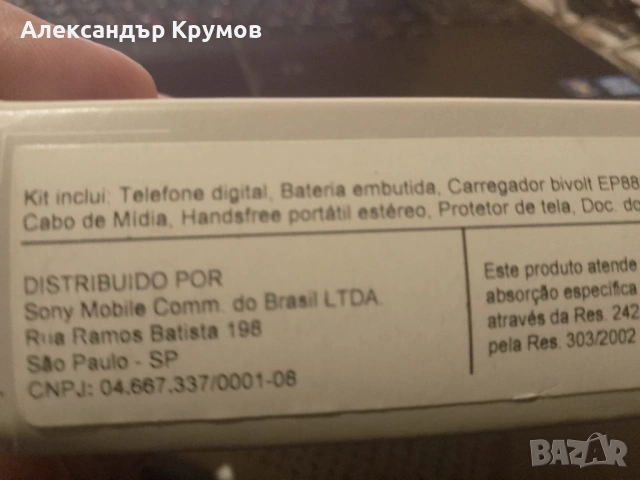 Александър Крумов
Kit inclui: Telefone digital, Bateria embutida, Carregador bivolt EP88
Cabo de Mídia, Handsfree portátil estéreo, Protetor de tela, Doc. do
DISTRIBUIDO POR
Sony Mobile Comm. do Brasil LTDA.
Rua Ramos Batista 198
São Paulo - SP
CNPJ: 04.667.337/0001-08
Este produto atende
absorção especifica
através da Res. 242
pela Res. 303/2002
BAZAR